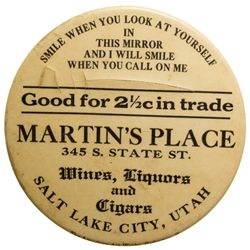 SMILE WHEN YOU LOOK AT YOURSELF
IN
THIS MIRROR
AND I WILL SMILE
WHEN YOU CALL ON ME
Good for 2½c in trade
MARTIN'S PLACE
345 S. STATE ST.
Wines, Liquors
and
Cigars
SALT LAKE CITY, UTAH